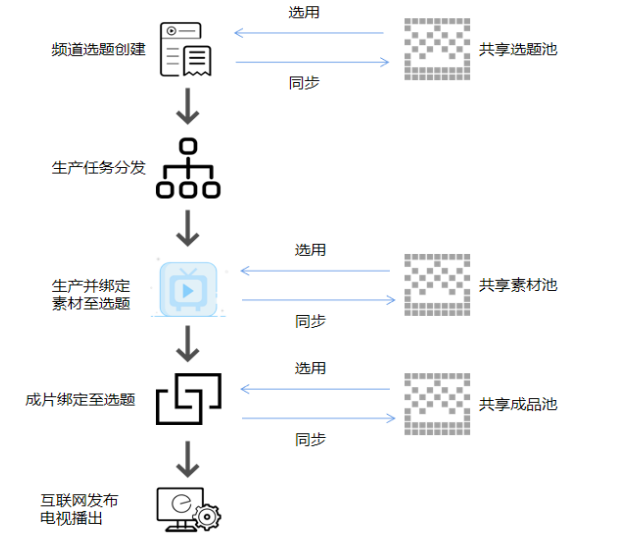 选用
频道选题创建
共享选题池
同步
生产任务分发
选用
生产并绑定
素材至选题
共享素材池
同步
选用
成片绑定至选题
共享成品池
同步
互联网发布
电视播出